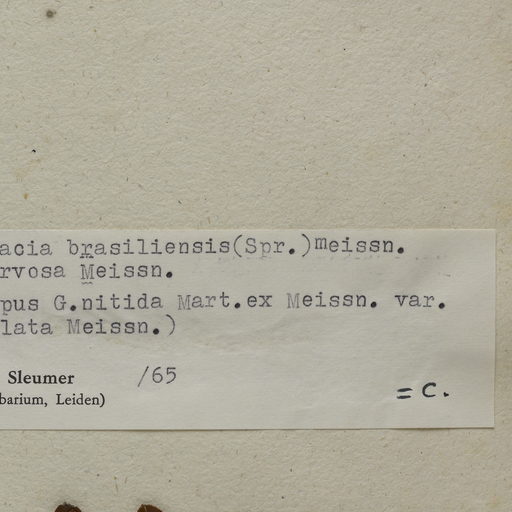 acia brasiliensis(Spr.)meissn.
rvosa Meissn.
pus G.nitida Mart.ex Meissn. var.
lata Meissn.)
Sleumer /65
barium, Leiden)
= C.